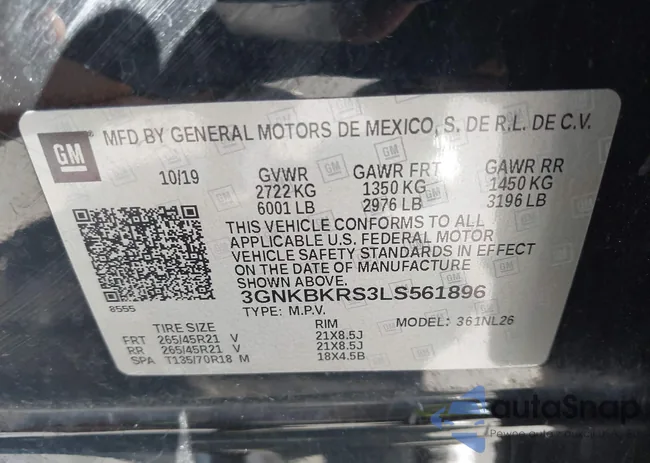 GM MFD BY GENERAL MOTORS DE MEXICO, S. DE R.L. DE C.V.
10/19 GVWR GAWR FRT GAWR RR
2722 KG 1350 KG 1450 KG
6001 LB 2976 LB 3196 LB
THIS VEHICLE CONFORMS TO ALL
APPLICABLE U.S. FEDERAL MOTOR
VEHICLE SAFETY STANDARDS IN EFFECT
ON THE DATE OF MANUFACTURE
SHOWN ABOVE.
8555 3GNKBKRS3LS561896
TYPE: M.P.V. MODEL: 361NL26
TIRE SIZE RIM
FRT 265/45R21 V 21X8.5J
RR 265/45R21 V 21X8.5J
SPA T135/70R18 M 18X4.5B
autoSnap